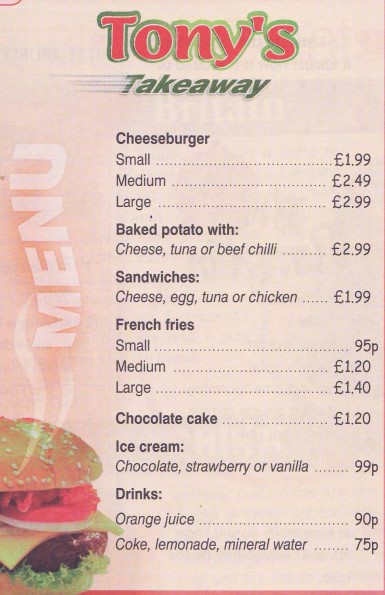 Tony's
Takeaway
MENU
Cheeseburger
Small ................................ £1.99
Medium ............................ £2.49
Large ................................ £2.99
Baked potato with:
Cheese, tuna or beef chilli .......... £2.99
Sandwiches:
Cheese, egg, tuna or chicken ...... £1.99
French fries
Small ........................................ 95p
Medium ............................ £1.20
Large ................................ £1.40
Chocolate cake ...................... £1.20
Ice cream:
Chocolate, strawberry or vanilla ........ 99p
Drinks:
Orange juice ................................ 90p
Coke, lemonade, mineral water ........ 75p